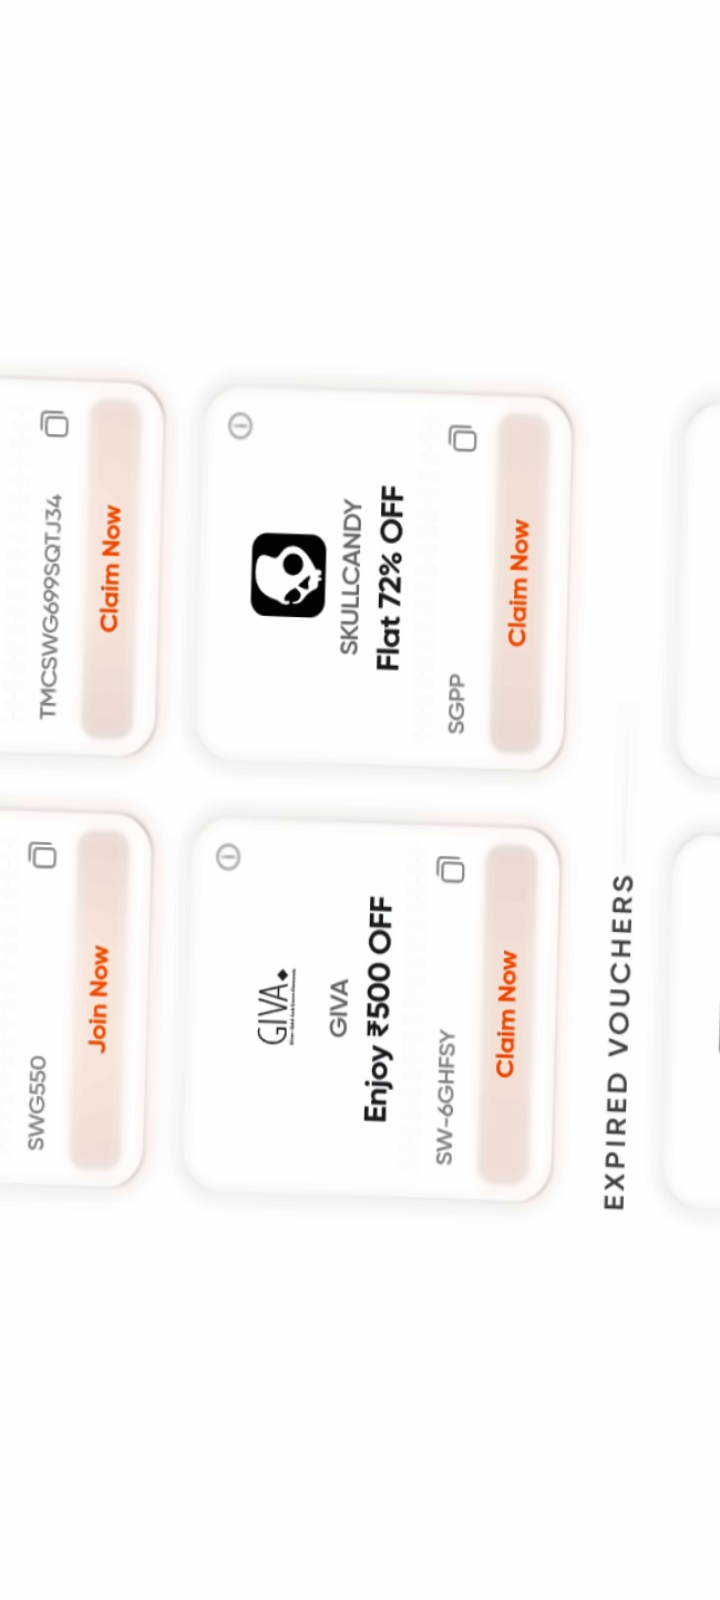 SWG550
Join Now
TMCSWG699SQTJ34
Claim Now
GIVA
GIVA
Enjoy ₹500 OFF
SW-6GHFSY
Claim Now
SKULLCANDY
Flat 72% OFF
SGPP
Claim Now
EXPIRED VOUCHERS